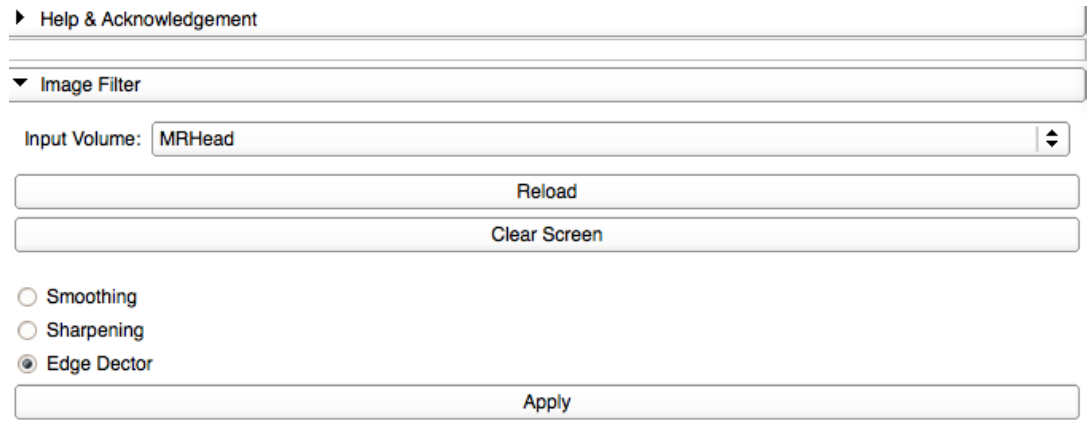 Help & Acknowledgement
Image Filter
Input Volume: MRHead
Reload
Clear Screen
Smoothing
Sharpening
Edge Dector
Apply